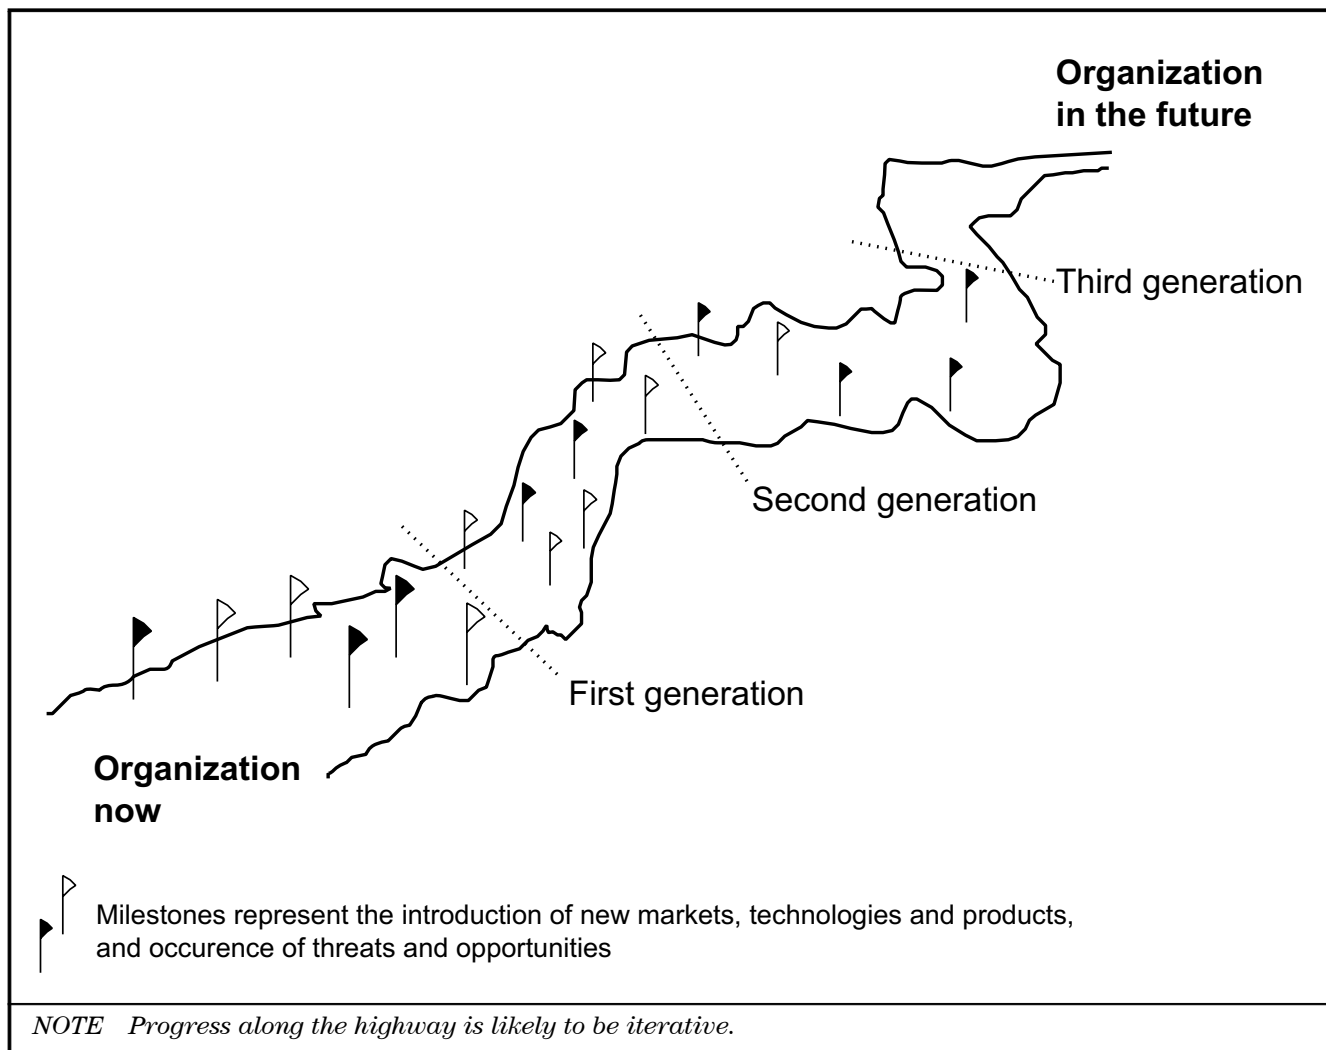 Organization
in the future
Third generation
Second generation
First generation
Organization
now
Milestones represent the introduction of new markets, technologies and products,
and occurence of threats and opportunities
NOTE Progress along the highway is likely to be iterative.